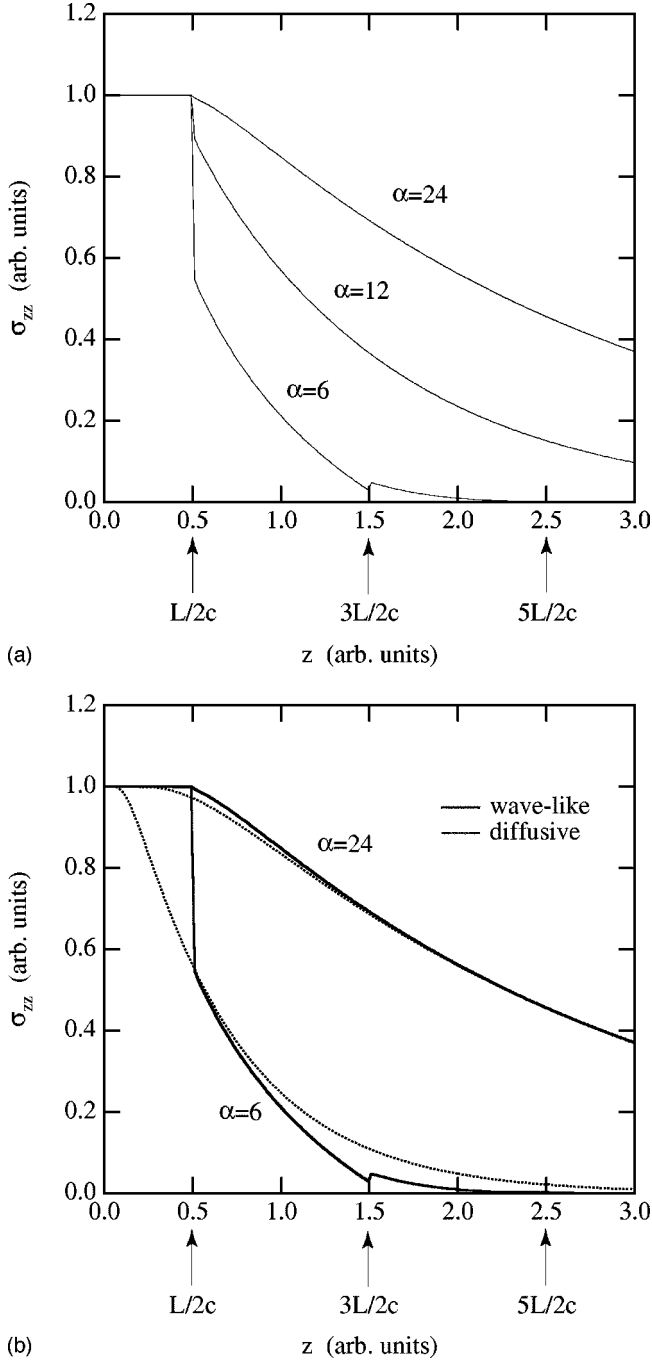 1.2
1.0
0.8
0.6
0.4
0.2
0.0
σzz (arb. units)
α=24
α=12
α=6
0.0 0.5 1.0 1.5 2.0 2.5 3.0
L/2c 3L/2c 5L/2c
(a) z (arb. units)
1.2
1.0
0.8
0.6
0.4
0.2
0.0
σzz (arb. units)
wave-like
diffusive
α=24
α=6
0.0 0.5 1.0 1.5 2.0 2.5 3.0
L/2c 3L/2c 5L/2c
(b) z (arb. units)